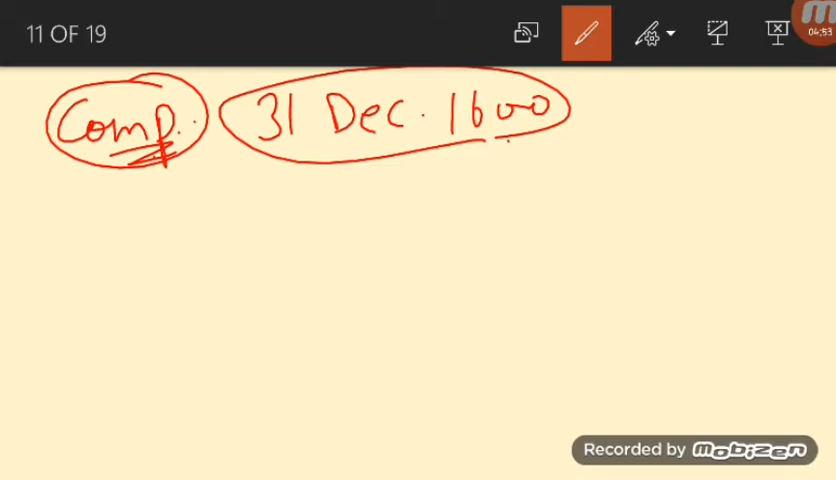 11 OF 19
04:53
Comp. 31 Dec. 1600
Recorded by Mobizen